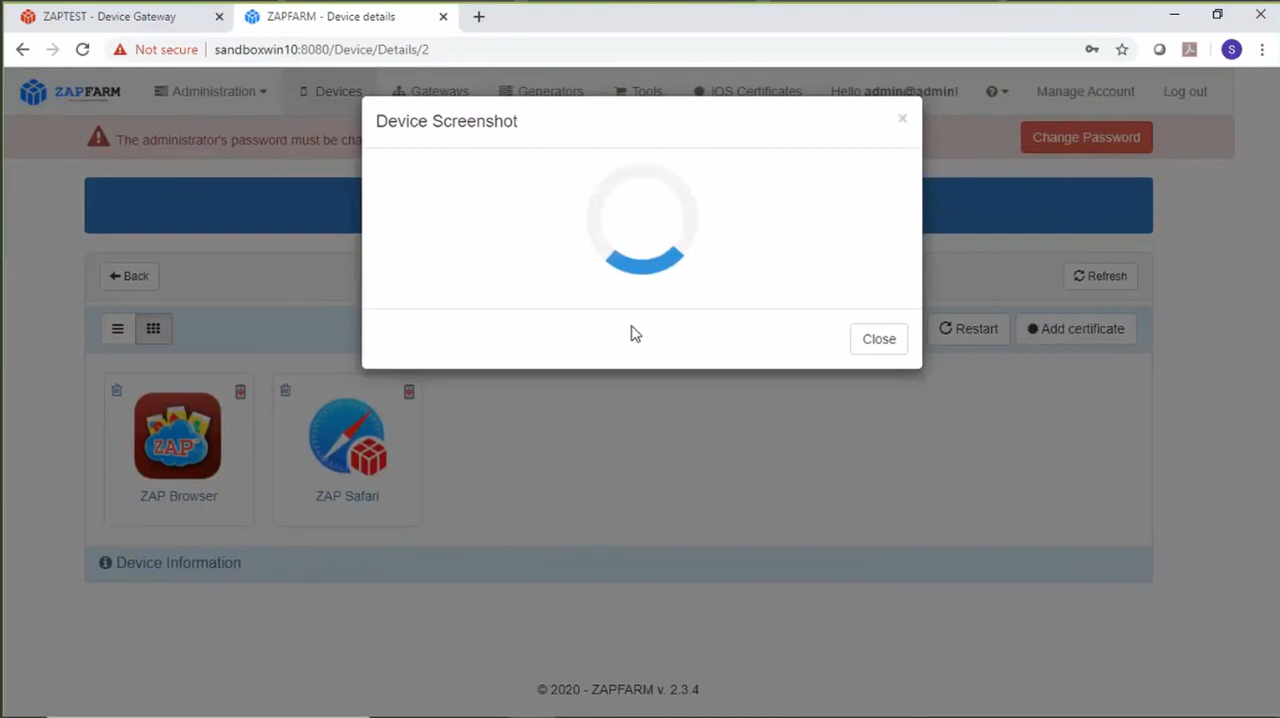 ZAPTEST - Device Gateway
ZAPFARM - Device details
Not secure
sandboxwin10:8080/Device/Details/2
S
ZAPFARM
Administration
Devices
Gateways
Generators
Tools
iOS Certificates
Hello admin@admin!
Manage Account
Log out
The administrator's password must be cha
Change Password
Device Screenshot
Close
Back
Refresh
Restart
Add certificate
ZAP
ZAP Browser
ZAP Safari
Device Information
© 2020 - ZAPFARM v. 2.3.4